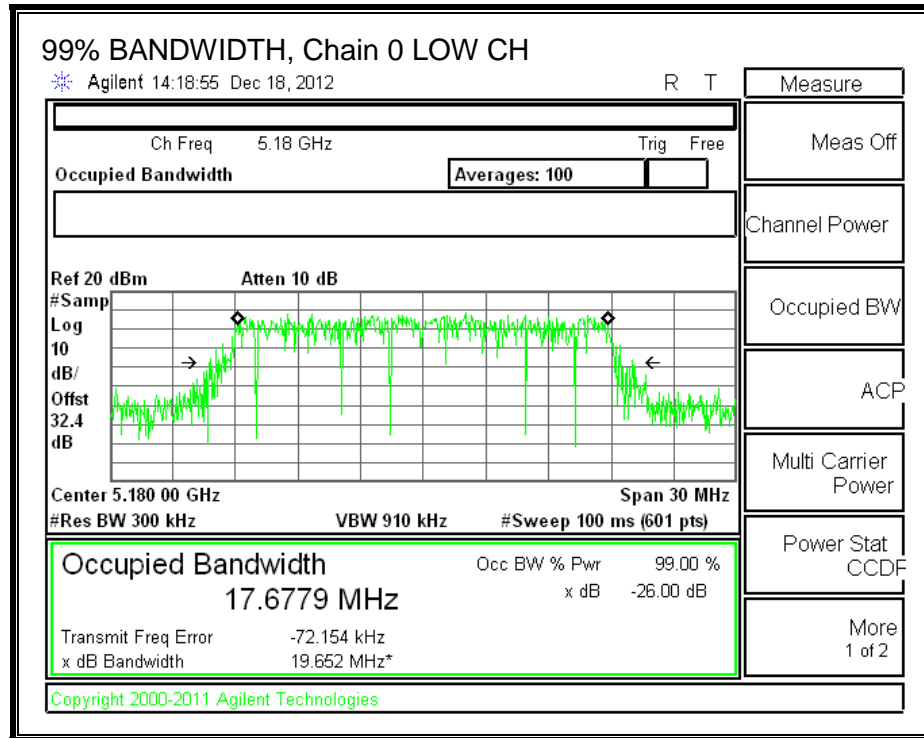 99% BANDWIDTH, Chain 0 LOW CH
Agilent 14:18:55 Dec 18, 2012 R T
Measure
Ch Freq 5.18 GHz Trig Free
Meas Off
Occupied Bandwidth Averages: 100
Channel Power
Ref 20 dBm Atten 10 dB
#Samp
Log
10
dB/
Offst
32.4
dB
Occupied BW
ACP
Multi Carrier
Power
Center 5.180 00 GHz Span 30 MHz
#Res BW 300 kHz VBW 910 kHz #Sweep 100 ms (601 pts)
Occupied Bandwidth Occ BW % Pwr 99.00 %
17.6779 MHz x dB -26.00 dB
Transmit Freq Error -72.154 kHz
x dB Bandwidth 19.652 MHz*
Power Stat
CCDF
More
1 of 2
Copyright 2000-2011 Agilent Technologies